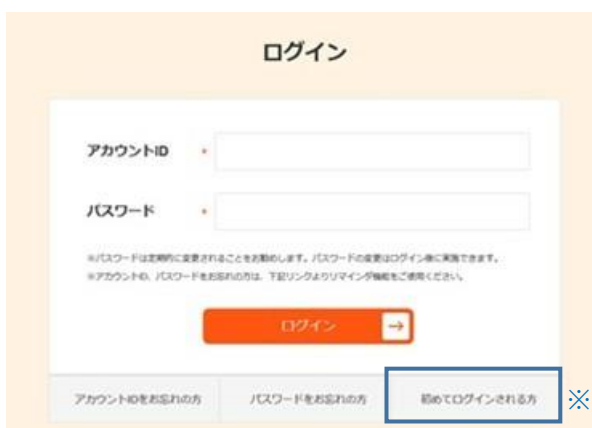 ログイン
アカウントID *
パスワード *
※パスワードは定期的に変更されることをお勧めします。パスワードの変更はログイン後に実施できます。
※アカウントID、パスワードをお忘れの方は、下記リンクよりリマインダ機能をご使用ください。
ログイン →
アカウントIDをお忘れの方 パスワードをお忘れの方 初めてログインされる方 ※